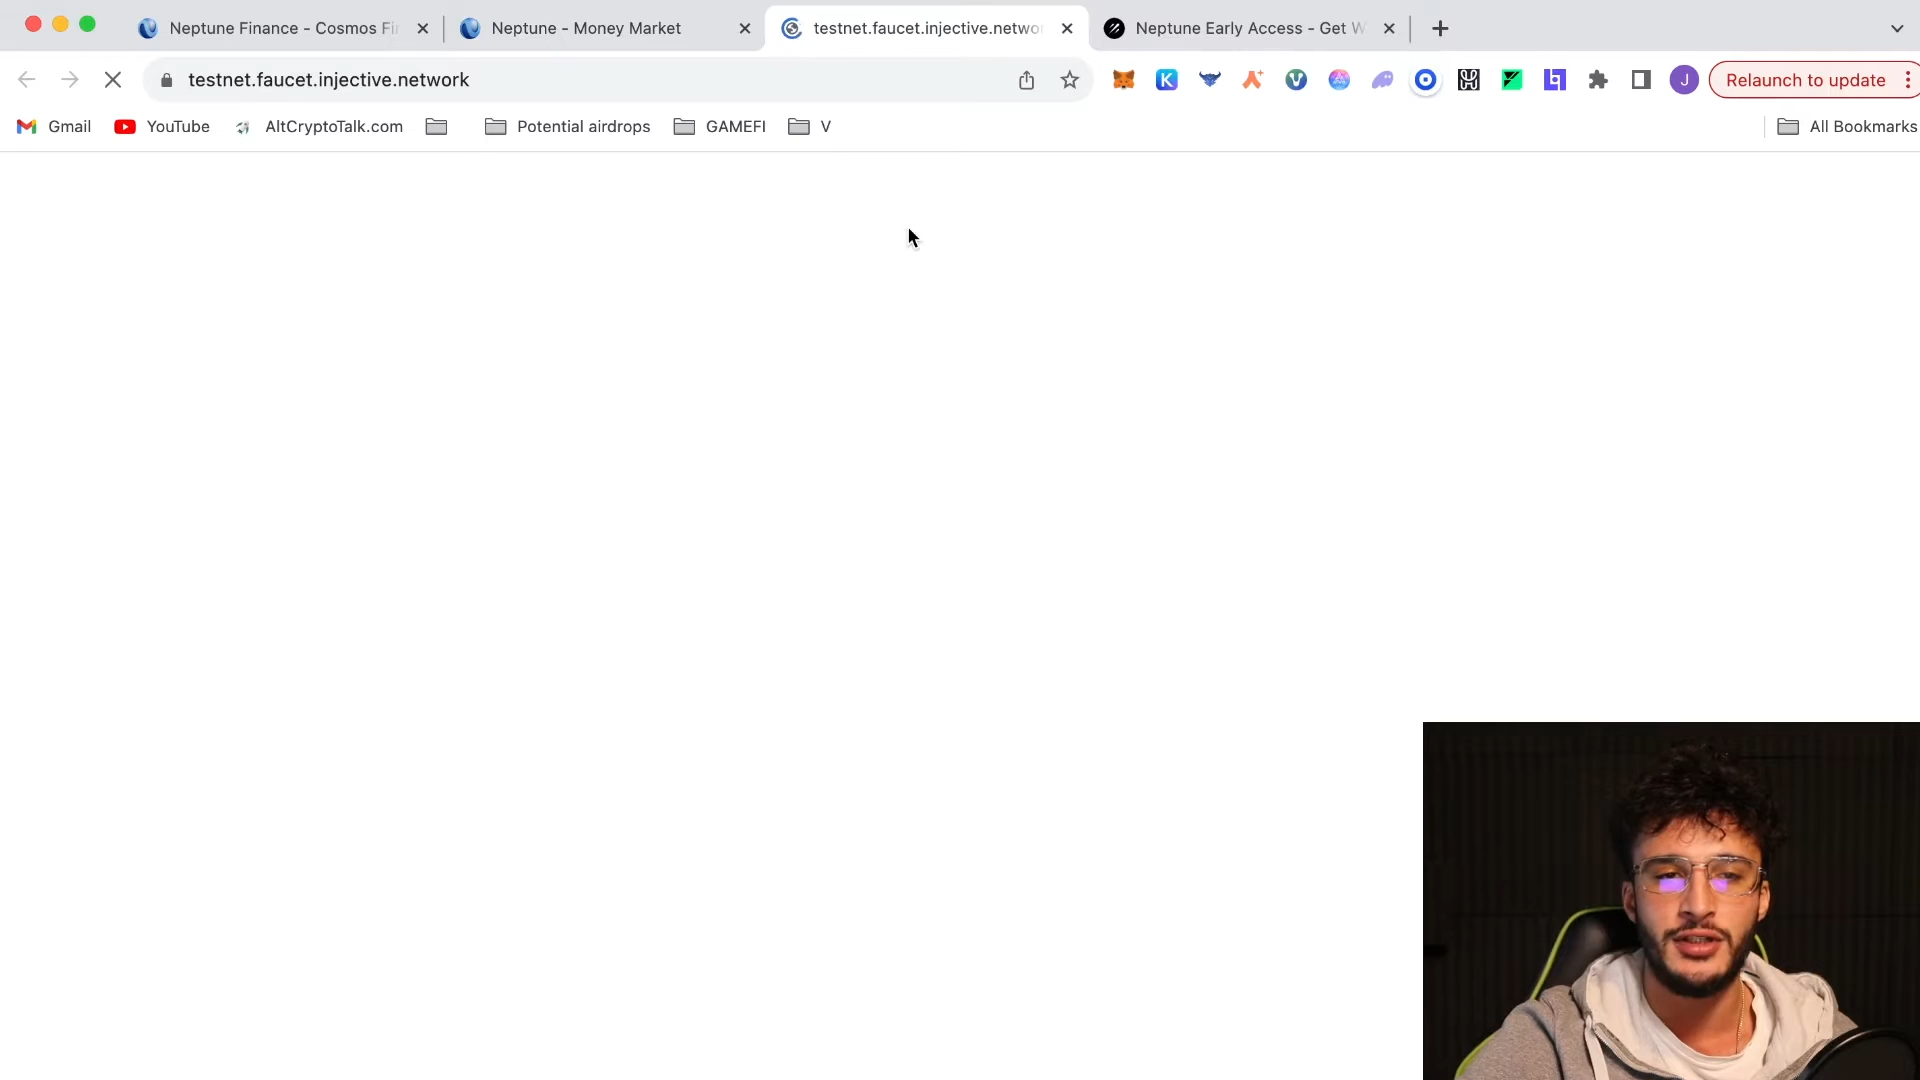 Neptune Finance - Cosmos Fi
Neptune - Money Market
testnet.faucet.injective.networ
Neptune Early Access - Get W
testnet.faucet.injective.network
J
Relaunch to update
Gmail
YouTube
AltCryptoTalk.com
Potential airdrops
GAMEFI
V
All Bookmarks